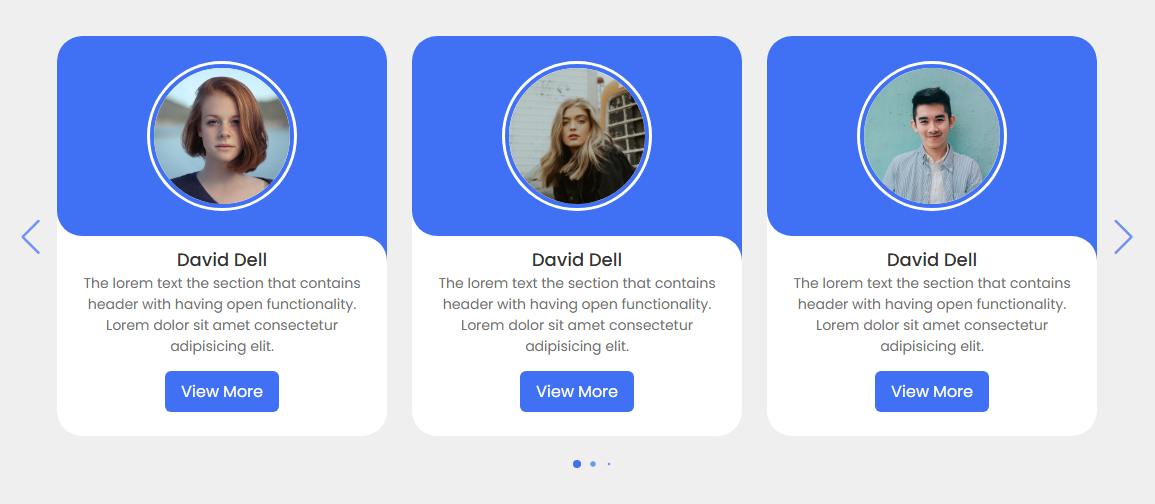 David Dell
The lorem text the section that contains
header with having open functionality.
Lorem dolor sit amet consectetur
adipisicing elit.
View More
David Dell
The lorem text the section that contains
header with having open functionality.
Lorem dolor sit amet consectetur
adipisicing elit.
View More
David Dell
The lorem text the section that contains
header with having open functionality.
Lorem dolor sit amet consectetur
adipisicing elit.
View More